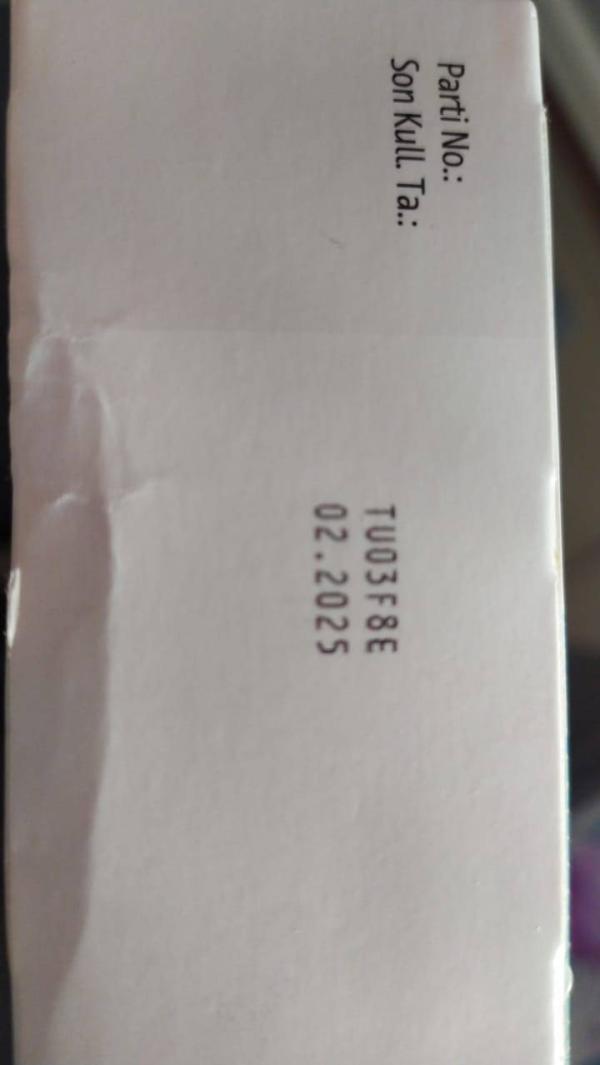 Parti No.:
Son Kull. Ta.:
TU03F8E
02.2025